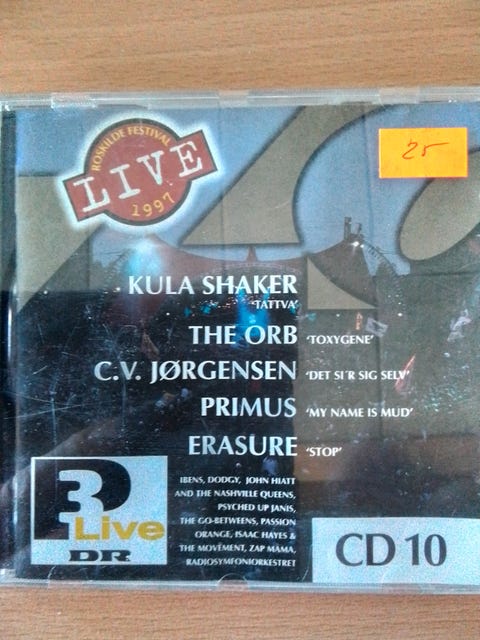 ROSKILDE FESTIVAL
LIVE
1997
25
KULA SHAKER
'TATTVA'
THE ORB 'TOXYGENE'
C.V. JØRGENSEN 'DET SI'R SIG SELV'
PRIMUS 'MY NAME IS MUD'
ERASURE 'STOP'
P3
Live
DR
IBENS, DODGY, JOHN HIATT
AND THE NASHVILLE QUEENS,
PSYCHED UP JANIS,
THE GO-BETWEENS, PASSION
ORANGE, ISAAC HAYES &
THE MOVEMENT, ZAP MAMA,
RADIOSYMFONIORKESTRET
CD 10